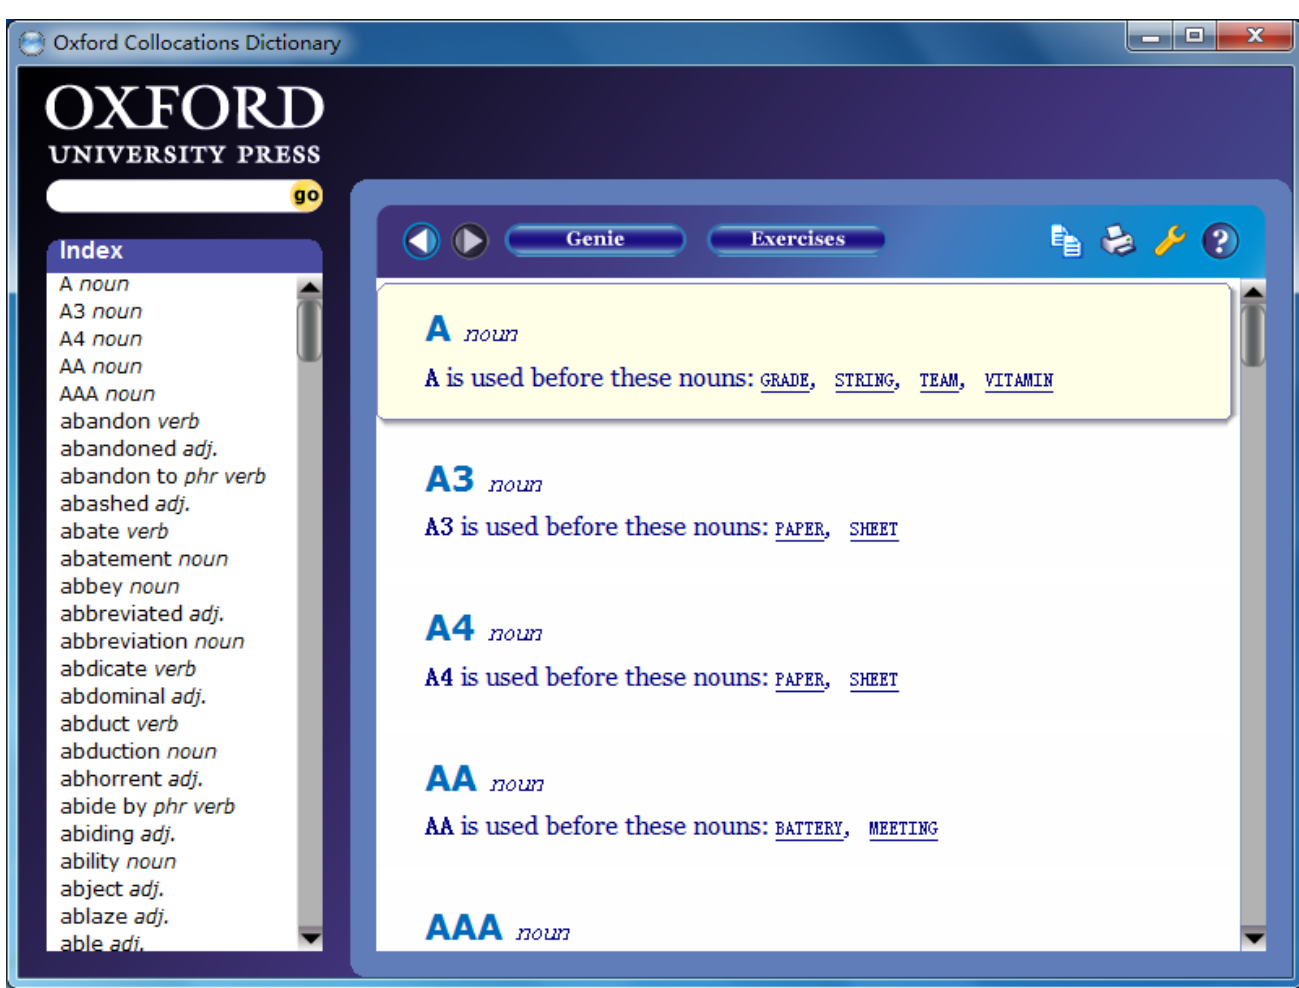 Oxford Collocations Dictionary
OXFORD
UNIVERSITY PRESS
go
Index
A noun
A3 noun
A4 noun
AA noun
AAA noun
abandon verb
abandoned adj.
abandon to phr verb
abashed adj.
abate verb
abatement noun
abbey noun
abbreviated adj.
abbreviation noun
abdicate verb
abdominal adj.
abduct verb
abduction noun
abhorrent adj.
abide by phr verb
abiding adj.
ability noun
abject adj.
ablaze adj.
able adj.
Genie Exercises ?
A noun
A is used before these nouns: GRADE, STRING, TEAM, VITAMIN
A3 noun
A3 is used before these nouns: PAPER, SHEET
A4 noun
A4 is used before these nouns: PAPER, SHEET
AA noun
AA is used before these nouns: BATTERY, MEETING
AAA noun